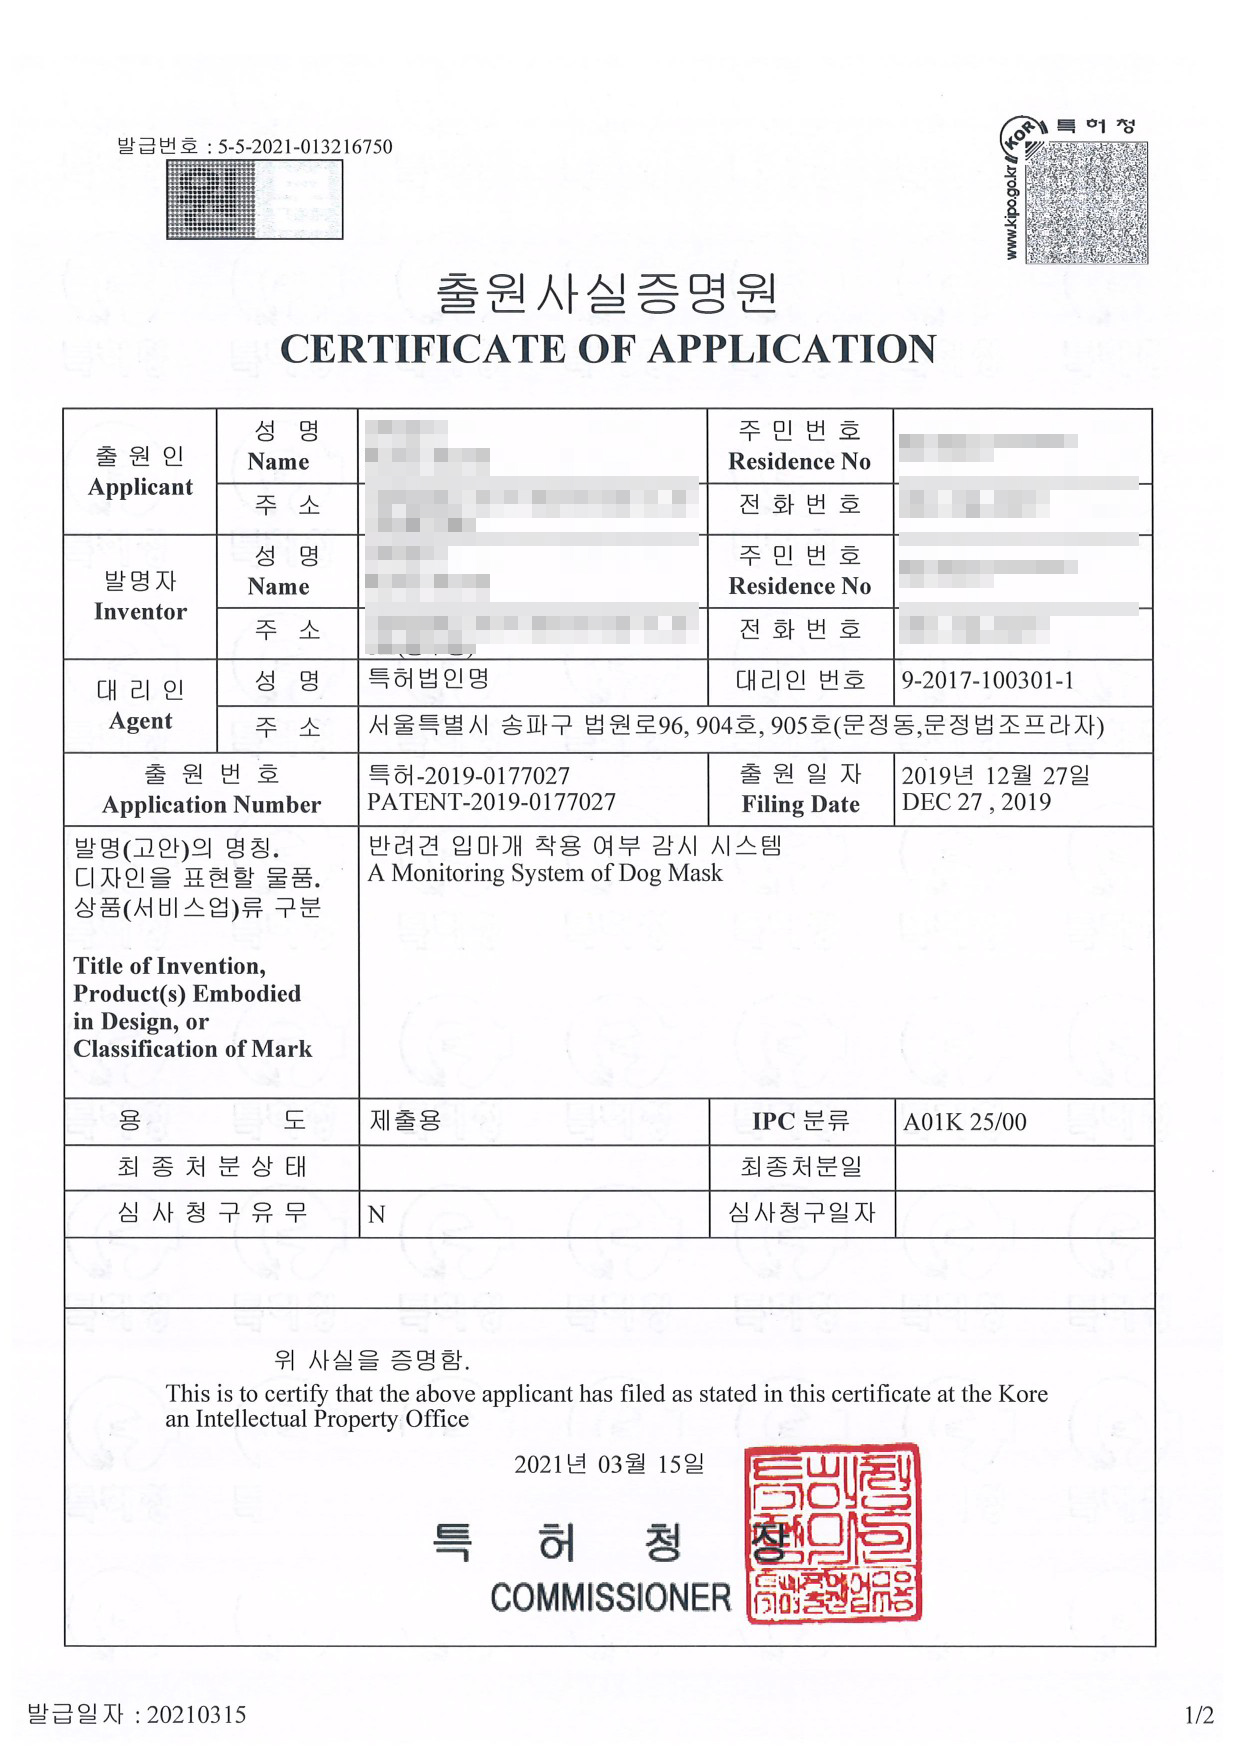 발급번호 : 5-5-2021-013216750
원
KOR 특허청
www.kipo.go.kr
출원사실증명원
CERTIFICATE OF APPLICATION
출 원 인
Applicant
성 명
Name
주 민 번 호
Residence No
주 소
전 화 번 호
발명자
Inventor
성 명
Name
주 민 번 호
Residence No
주 소
전 화 번 호
대 리 인
Agent
성 명
특허법인명
대리인 번호
9-2017-100301-1
주 소
서울특별시 송파구 법원로96, 904호, 905호(문정동,문정법조프라자)
출 원 번 호
Application Number
특허-2019-0177027
PATENT-2019-0177027
출 원 일 자
Filing Date
2019년 12월 27일
DEC 27 , 2019
발명(고안)의 명칭.
디자인을 표현할 물품.
상품(서비스업)류 구분
Title of Invention,
Product(s) Embodied
in Design, or
Classification of Mark
반려견 입마개 착용 여부 감시 시스템
A Monitoring System of Dog Mask
용 도
제출용
IPC 분류
A01K 25/00
최 종 처 분 상 태
최종처분일
심 사 청 구 유 무
N
심사청구일자
위 사실을 증명함.
This is to certify that the above applicant has filed as stated in this certificate at the Kore
an Intellectual Property Office
2021년 03월 15일
특 허 청 장
COMMISSIONER
발급일자 : 20210315
1/2